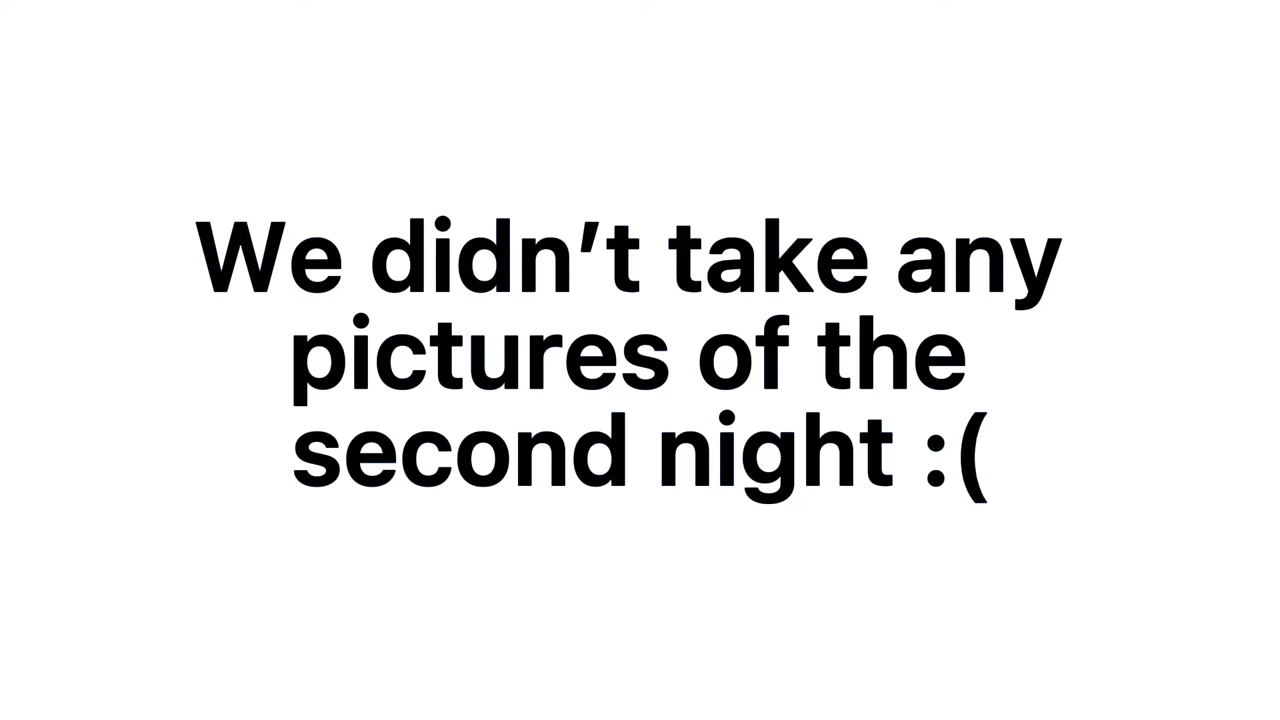 We didn’t take any
pictures of the
second night :(